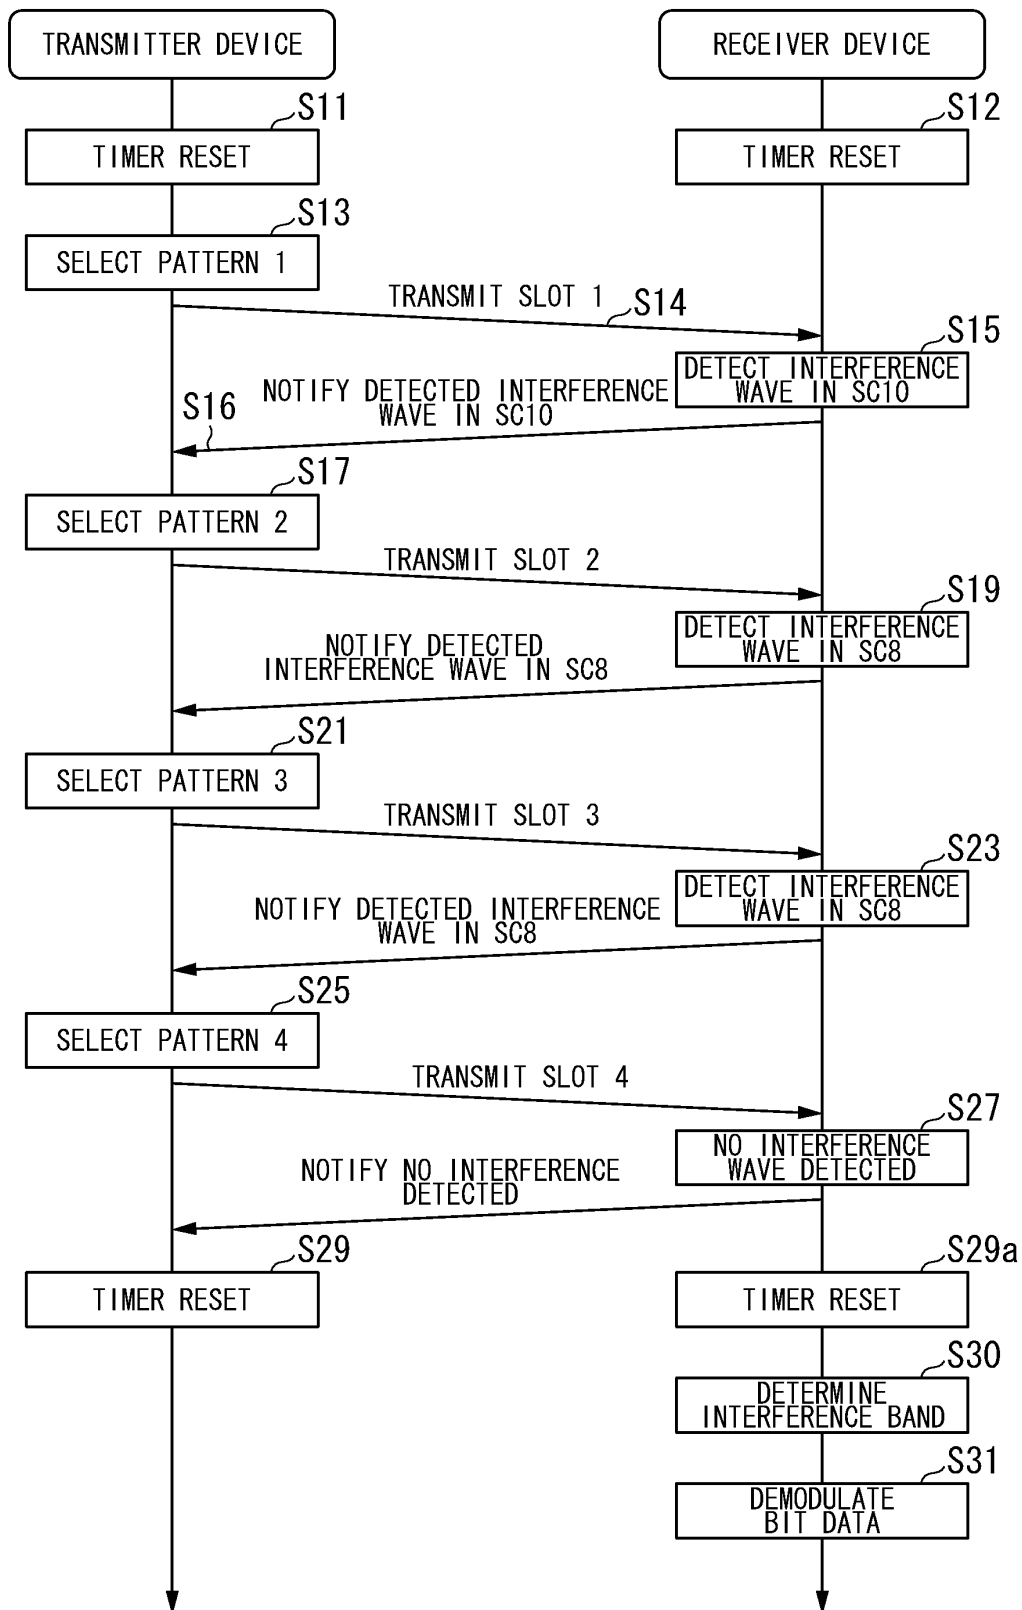 TRANSMITTER DEVICE
RECEIVER DEVICE
S11
TIMER RESET
S12
TIMER RESET
S13
SELECT PATTERN 1
TRANSMIT SLOT 1
S14
S15
DETECT INTERFERENCE
WAVE IN SC10
NOTIFY DETECTED INTERFERENCE
WAVE IN SC10
S16
S17
SELECT PATTERN 2
TRANSMIT SLOT 2
S19
DETECT INTERFERENCE
WAVE IN SC8
NOTIFY DETECTED
INTERFERENCE WAVE IN SC8
S21
SELECT PATTERN 3
TRANSMIT SLOT 3
S23
DETECT INTERFERENCE
WAVE IN SC8
NOTIFY DETECTED INTERFERENCE
WAVE IN SC8
S25
SELECT PATTERN 4
TRANSMIT SLOT 4
S27
NO INTERFERENCE
WAVE DETECTED
NOTIFY NO INTERFERENCE
DETECTED
S29
TIMER RESET
S29a
TIMER RESET
S30
DETERMINE
INTERFERENCE BAND
S31
DEMODULATE
BIT DATA